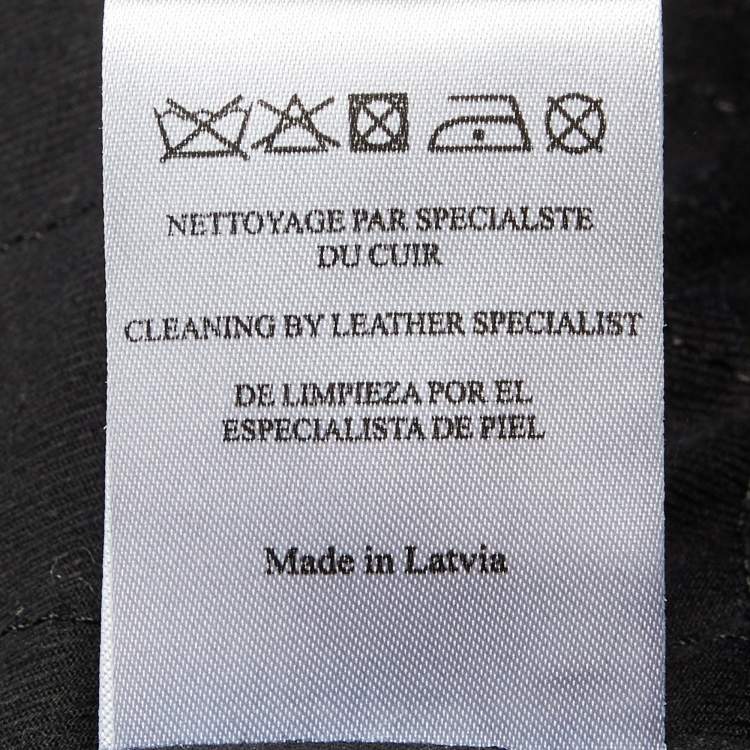 NETTOYAGE PAR SPECIALSTE
DU CUIR
CLEANING BY LEATHER SPECIALIST
DE LIMPIEZA POR EL
ESPECIALISTA DE PIEL
Made in Latvia